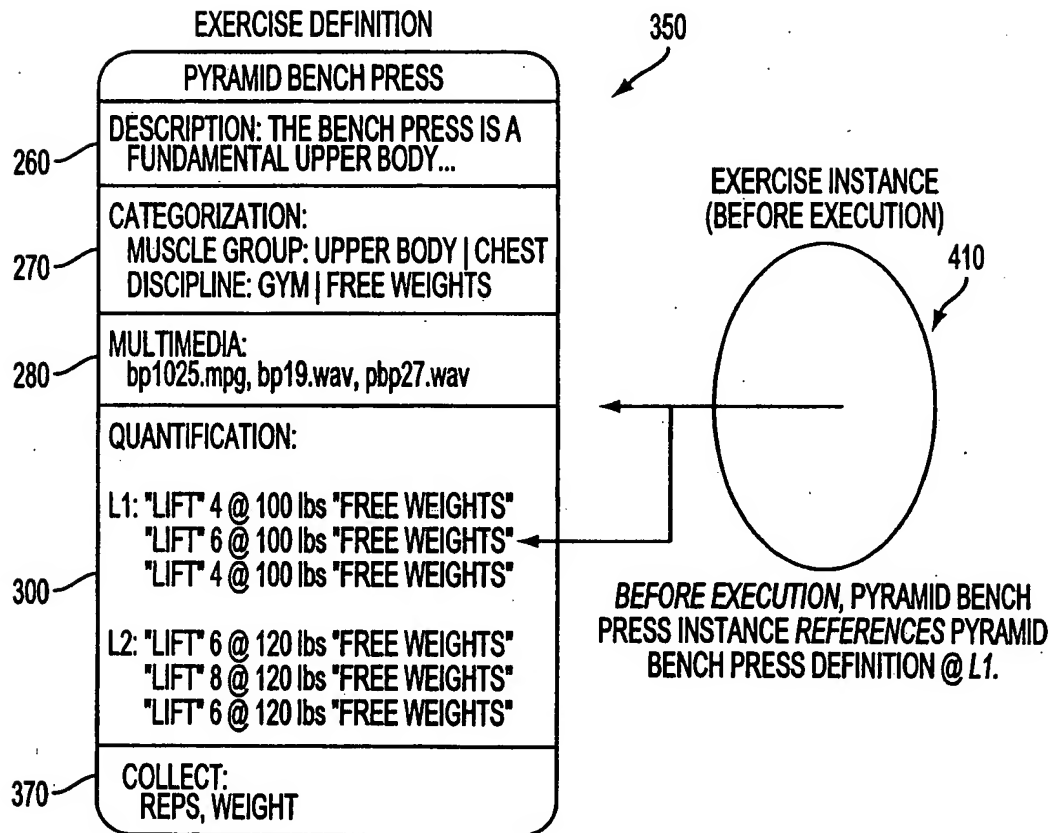 EXERCISE DEFINITION
350
PYRAMID BENCH PRESS
260
DESCRIPTION: THE BENCH PRESS IS A
FUNDAMENTAL UPPER BODY...
270
CATEGORIZATION:
MUSCLE GROUP: UPPER BODY | CHEST
DISCIPLINE: GYM | FREE WEIGHTS
280
MULTIMEDIA:
bp1025.mpg, bp19.wav, pbp27.wav
300
QUANTIFICATION:
L1: "LIFT" 4 @ 100 lbs "FREE WEIGHTS"
"LIFT" 6 @ 100 lbs "FREE WEIGHTS"
"LIFT" 4 @ 100 lbs "FREE WEIGHTS"
L2: "LIFT" 6 @ 120 lbs "FREE WEIGHTS"
"LIFT" 8 @ 120 lbs "FREE WEIGHTS"
"LIFT" 6 @ 120 lbs "FREE WEIGHTS"
370
COLLECT:
REPS, WEIGHT
EXERCISE INSTANCE
(BEFORE EXECUTION)
410
BEFORE EXECUTION, PYRAMID BENCH
PRESS INSTANCE REFERENCES PYRAMID
BENCH PRESS DEFINITION @ L1.